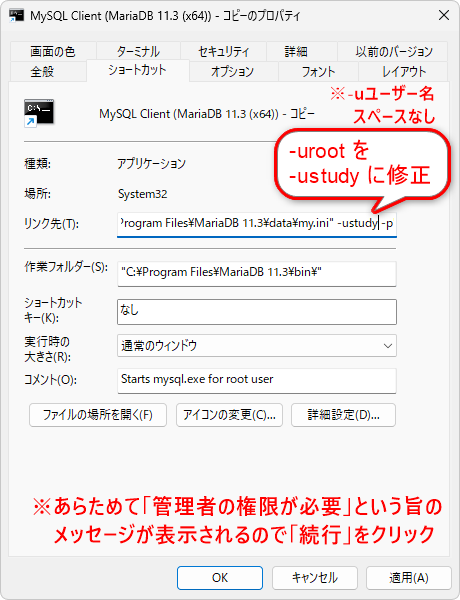 MySQL Client (MariaDB 11.3 (x64)) - コピーのプロパティ
画面の色 ターミナル セキュリティ 詳細 以前のバージョン
全般 ショートカット オプション フォント レイアウト
※-uユーザー名
スペースなし
C:\_
MySQL Client (MariaDB 11.3 (x64)) - コピー
-uroot を
-ustudy に修正
種類: アプリケーション
場所: System32
リンク先(T): Program Files¥MariaDB 11.3¥data¥my.ini" -ustudy -p
作業フォルダー(S): "C:¥Program Files¥MariaDB 11.3¥bin¥"
ショートカット
キー(K): なし
実行時の
大きさ(R): 通常のウィンドウ
コメント(O): Starts mysql.exe for root user
ファイルの場所を開く(F) アイコンの変更(C)... 詳細設定(D)...
※あらためて「管理者の権限が必要」という旨の
メッセージが表示されるので「続行」をクリック
OK キャンセル 適用(A)